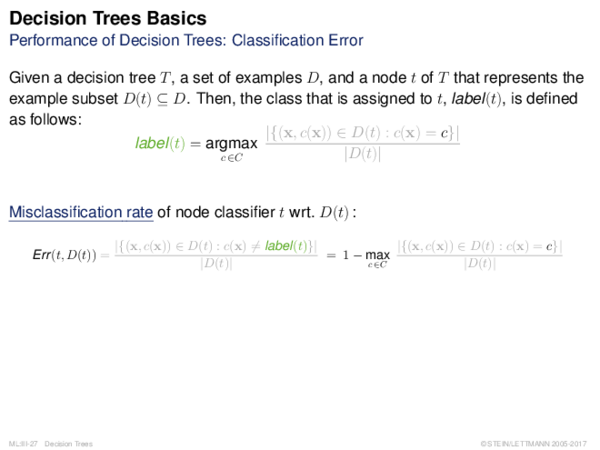 Decision Trees Basics
Performance of Decision Trees: Classification Error
Given a decision tree T, a set of examples D, and a node t of T that represents the
example subset D(t) ⊆ D. Then, the class that is assigned to t, label(t), is defined
as follows:
label(t) = argmax_{c∈C} |{(x, c(x)) ∈ D(t) : c(x) = c}| / |D(t)|
Misclassification rate of node classifier t wrt. D(t) :
Err(t, D(t)) = |{(x, c(x)) ∈ D(t) : c(x) ≠ label(t)}| / |D(t)| = 1 − max_{c∈C} |{(x, c(x)) ∈ D(t) : c(x) = c}| / |D(t)|
ML:III-27 Decision Trees © STEIN/LETTMANN 2005-2017